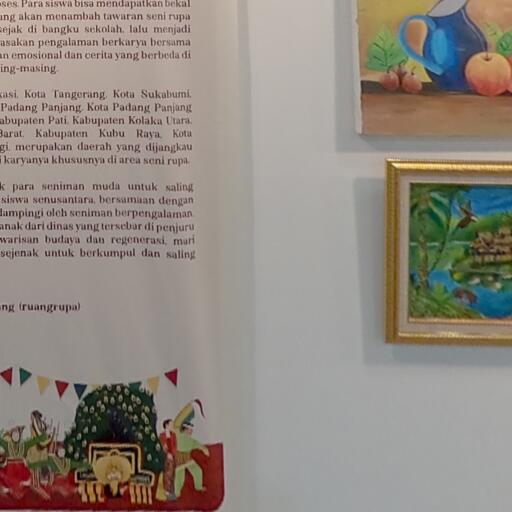 oses. Para siswa bisa mendapatkan bekal
ang akan menambah tawaran seni rupa
sejak di bangku sekolah, lalu menjadi
asakan pengalaman berkarya bersama
an emosional dan cerita yang berbeda di
ing-masing.
kasi, Kota Tangerang, Kota Sukabumi,
Padang Panjang, Kota Padang Panjang
abupaten Pati, Kabupaten Kolaka Utara,
Barat, Kabupaten Kubu Raya, Kota
gi, merupakan daerah yang dijangkau
i karyanya khususnya di area seni rupa.
k para seniman muda untuk saling
siswa senusantara, bersamaan dengan
dampingi oleh seniman berpengalaman,
anak dari dinas yang tersebar di penjuru
warisan budaya dan regenerasi, mari
sejenak untuk berkumpul dan saling
ng (ruangrupa)